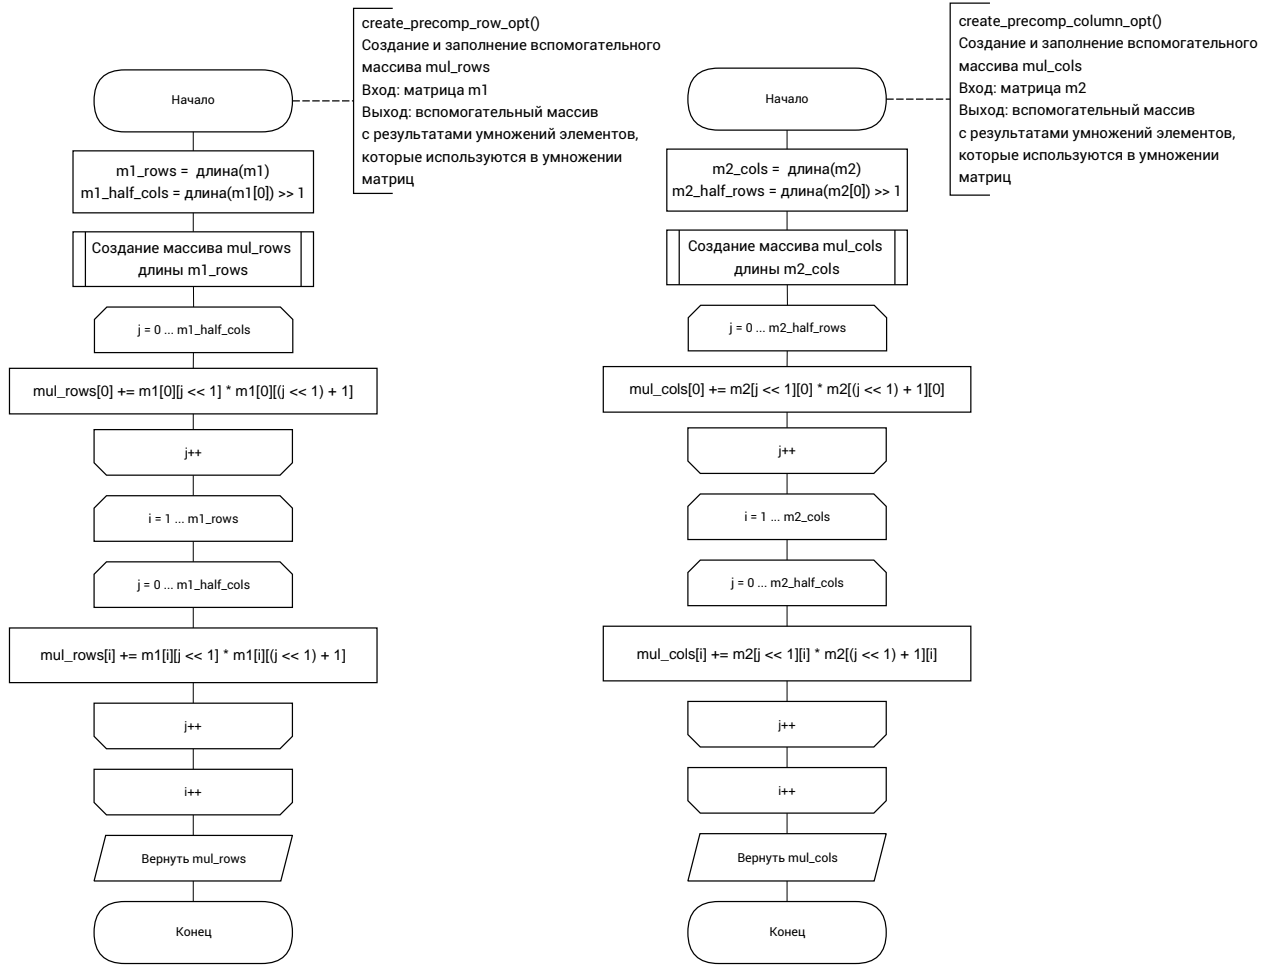 create_precomp_row_opt()
Создание и заполнение вспомогательного
массива mul_rows
Вход: матрица m1
Выход: вспомогательный массив
с результатами умножений элементов,
которые используются в умножении
матриц
Начало
m1_rows = длина(m1)
m1_half_cols = длина(m1[0]) >> 1
Создание массива mul_rows
длины m1_rows
j = 0 ... m1_half_cols
mul_rows[0] += m1[0][j << 1] * m1[0][(j << 1) + 1]
j++
i = 1 ... m1_rows
j = 0 ... m1_half_cols
mul_rows[i] += m1[i][j << 1] * m1[i][(j << 1) + 1]
j++
i++
Вернуть mul_rows
Конец
create_precomp_column_opt()
Создание и заполнение вспомогательного
массива mul_cols
Вход: матрица m2
Выход: вспомогательный массив
с результатами умножений элементов,
которые используются в умножении
матриц
Начало
m2_cols = длина(m2)
m2_half_rows = длина(m2[0]) >> 1
Создание массива mul_cols
длины m2_cols
j = 0 ... m2_half_rows
mul_cols[0] += m2[j << 1][0] * m2[(j << 1) + 1][0]
j++
i = 1 ... m2_cols
j = 0 ... m2_half_cols
mul_cols[i] += m2[j << 1][i] * m2[(j << 1) + 1][i]
j++
i++
Вернуть mul_cols
Конец